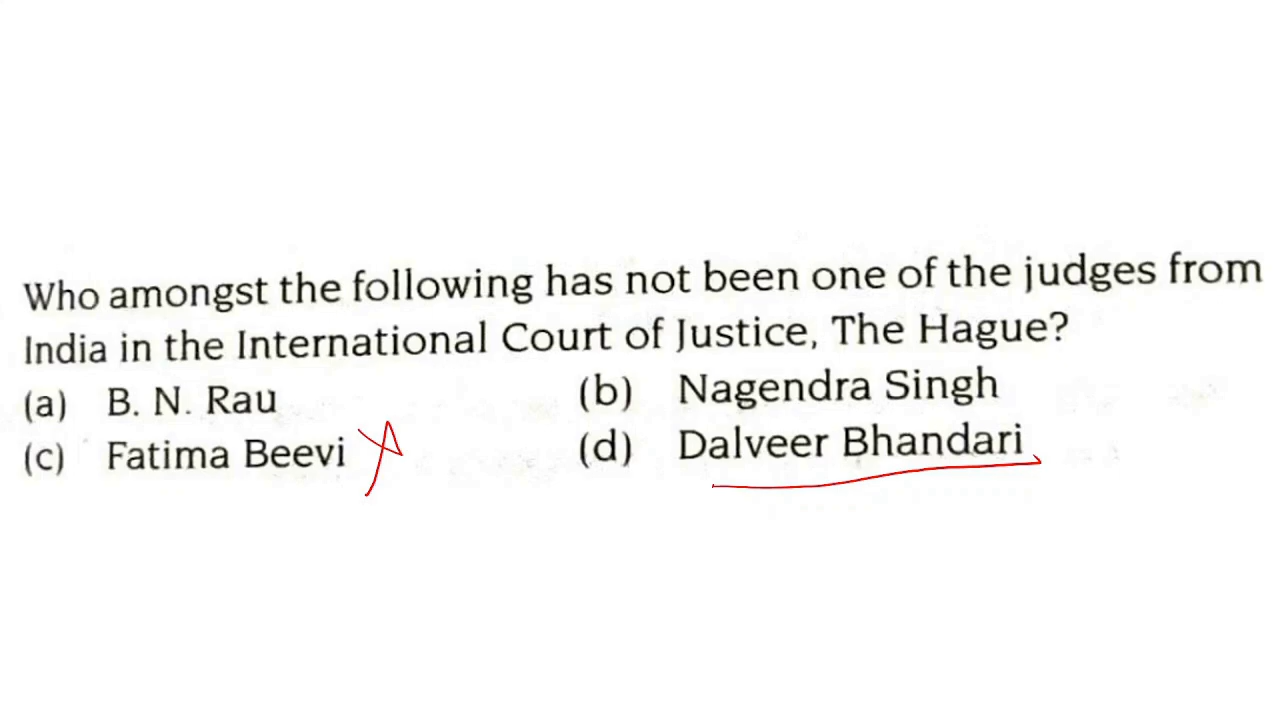 Who amongst the following has not been one of the judges from
India in the International Court of Justice, The Hague?
(a) B. N. Rau (b) Nagendra Singh
(c) Fatima Beevi (d) Dalveer Bhandari